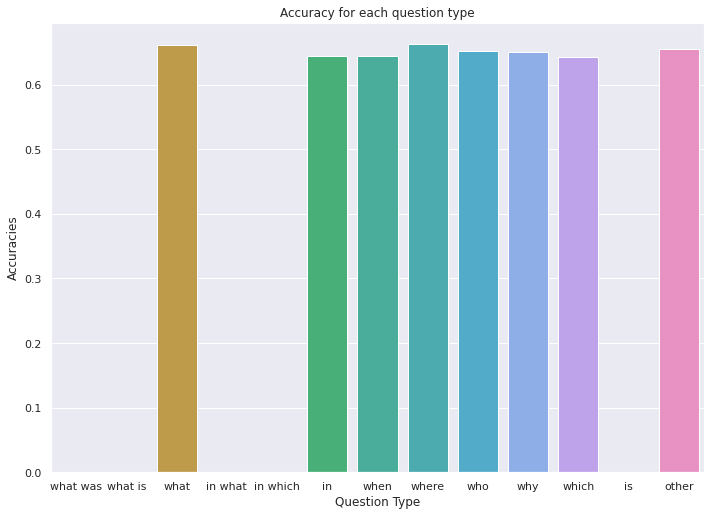 Accuracy for each question type
Accuracies
0.6
0.5
0.4
0.3
0.2
0.1
0.0
what was what is what in what in which in when where who why which is other
Question Type